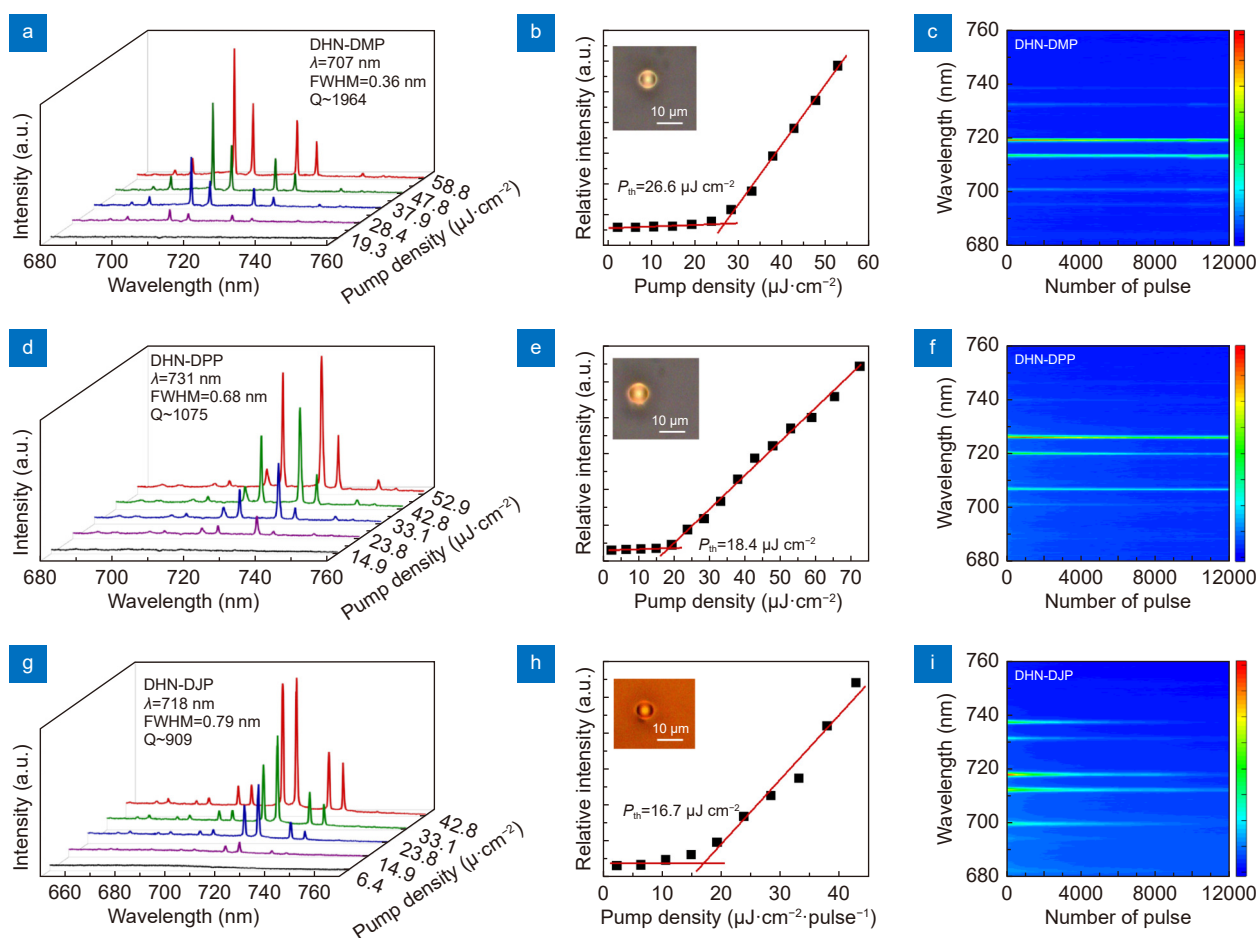 a
DHN-DMP
λ=707 nm
FWHM=0.36 nm
Q~1964
Intensity (a.u.)
680 700 720 740 760
Wavelength (nm)
19.3
28.4
37.9
47.8
58.8
Pump density (μJ·cm⁻²)
b
Relative intensity (a.u.)
10 μm
Pth=26.6 μJ cm⁻²
0 10 20 30 40 50 60
Pump density (μJ·cm⁻²)
c
DHN-DMP
Wavelength (nm)
760
740
720
700
680
0 4000 8000 12000
Number of pulse
d
DHN-DPP
λ=731 nm
FWHM=0.68 nm
Q~1075
Intensity (a.u.)
680 700 720 740 760
Wavelength (nm)
14.9
23.8
33.1
42.8
52.9
Pump density (μJ·cm⁻²)
e
Relative intensity (a.u.)
10 μm
Pth=18.4 μJ cm⁻²
0 10 20 30 40 50 60 70
Pump density (μJ·cm⁻²)
f
DHN-DPP
Wavelength (nm)
760
740
720
700
680
0 4000 8000 12000
Number of pulse
g
DHN-DJP
λ=718 nm
FWHM=0.79 nm
Q~909
Intensity (a.u.)
660 680 700 720 740 760
Wavelength (nm)
6.4
14.9
23.8
33.1
42.8
Pump density (μ·cm⁻²)
h
Relative intensity (a.u.)
10 μm
Pth=16.7 μJ cm⁻²
0 10 20 30 40
Pump density (μJ·cm⁻²·pulse⁻¹)
i
DHN-DJP
Wavelength (nm)
760
740
720
700
680
0 4000 8000 12000
Number of pulse